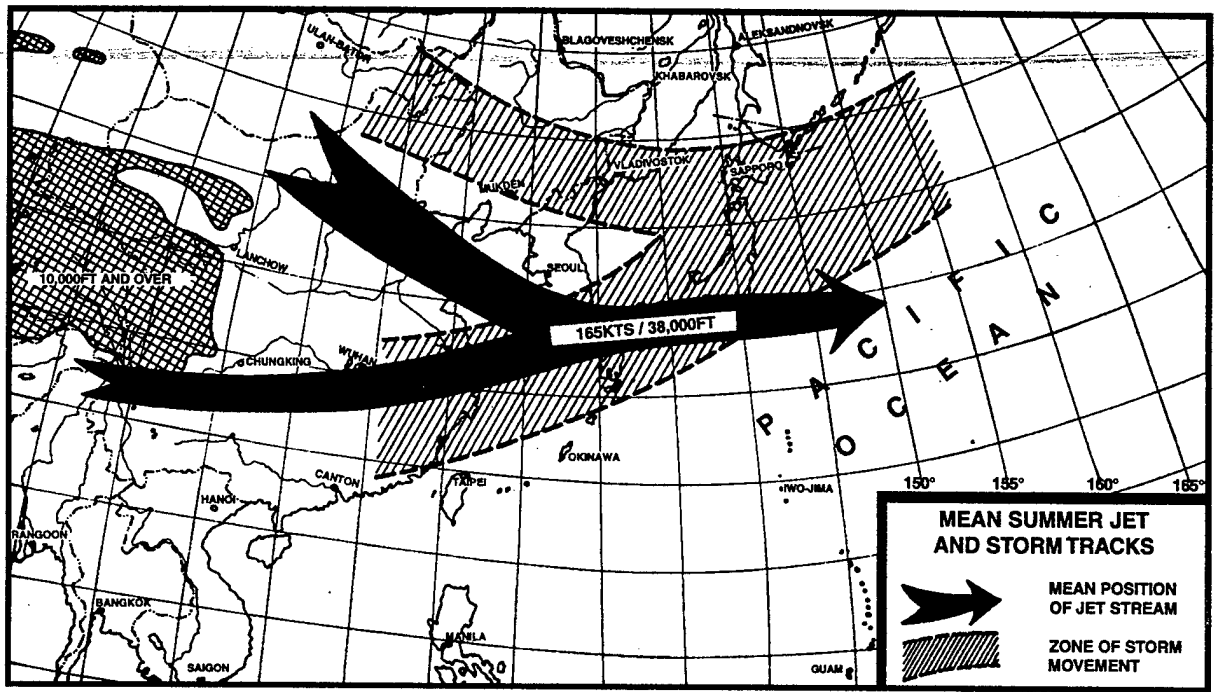 ULAN-BATOR
BLAGOVESHCHENSK
ALEKSANDNOVSK
KHABAROVSK
VLADIVOSTOK
SAPPORO
MUKDEN
LANCHOW
SEOUL
10,000FT AND OVER
165KTS / 38,000FT
WUHAN
CHUNGKING
PACIFIC
OCEAN
OKINAWA
CANTON
TAIPEI
HANOI
IWO-JIMA
150° 155° 160° 165°
RANGOON
BANGKOK
MANILA
SAIGON
GUAM
MEAN SUMMER JET
AND STORM TRACKS
MEAN POSITION
OF JET STREAM
ZONE OF STORM
MOVEMENT